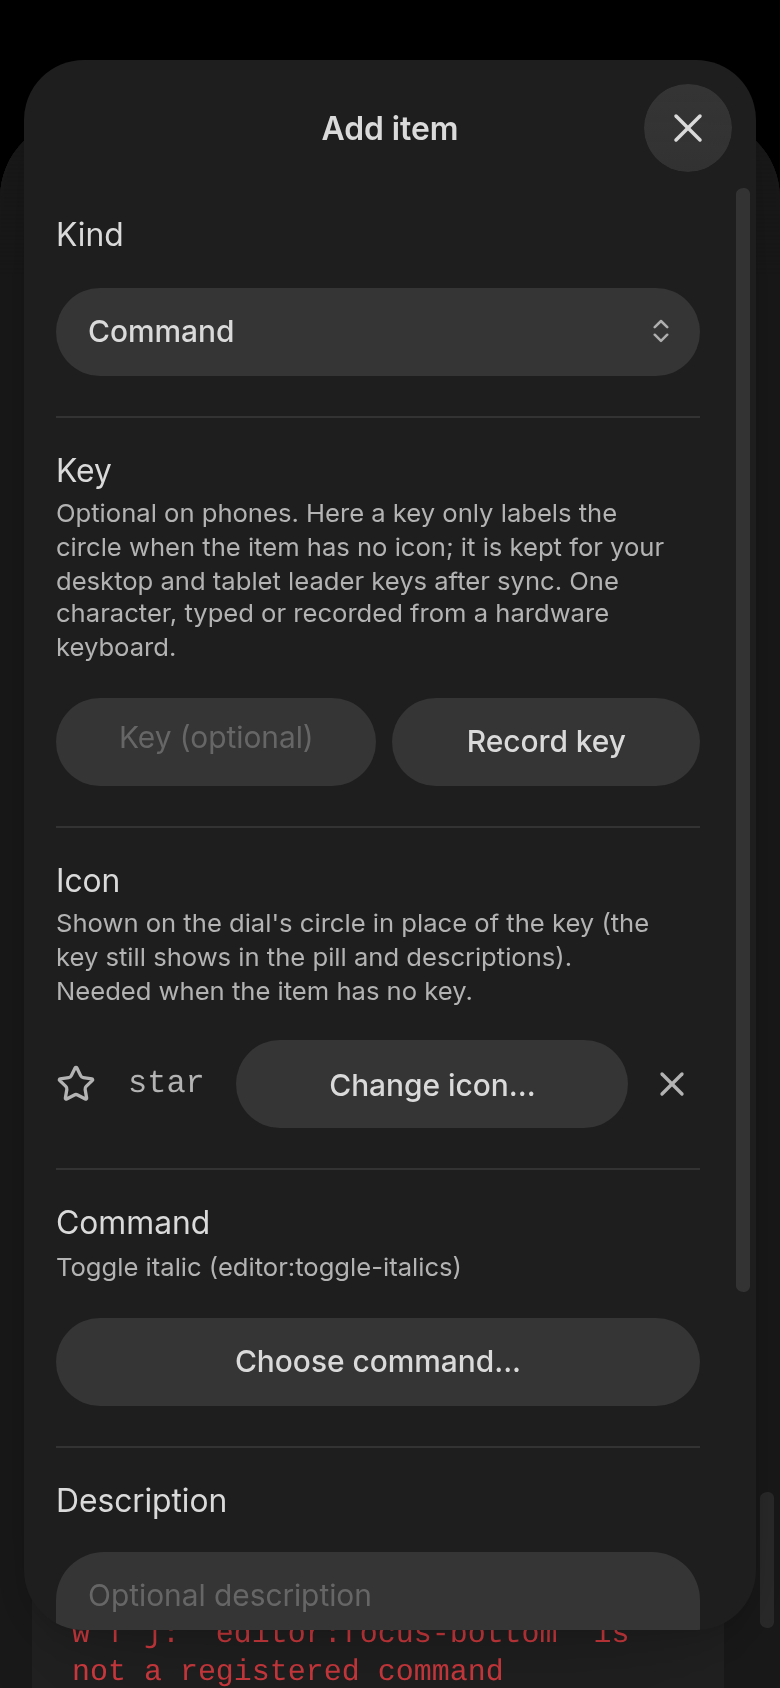 Add item
Kind
Command
Key
Optional on phones. Here a key only labels the
circle when the item has no icon; it is kept for your
desktop and tablet leader keys after sync. One
character, typed or recorded from a hardware
keyboard.
Key (optional)
Record key
Icon
Shown on the dial's circle in place of the key (the
key still shows in the pill and descriptions).
Needed when the item has no key.
star
Change icon...
Command
Toggle italic (editor:toggle-italics)
Choose command...
Description
Optional description
editor:focus-bottom is
not a registered command